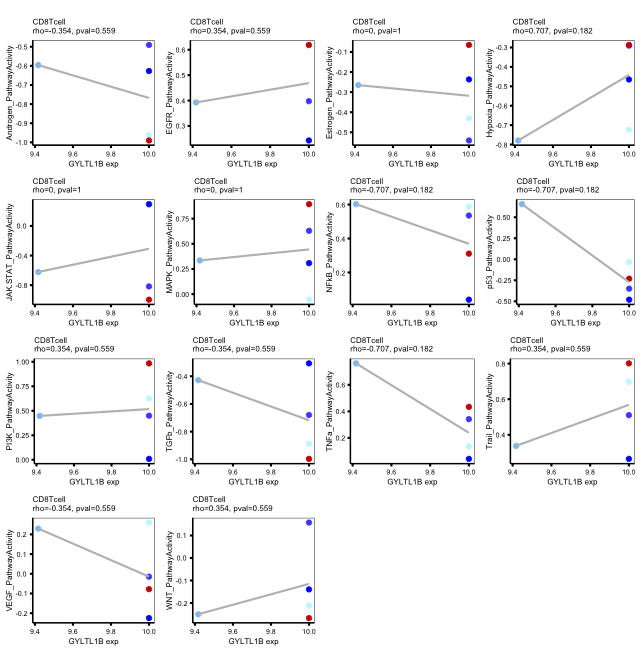 CD8Tcell
rho=-0.354, pval=0.559
Androgen_PathwayActivity
-0.5
-0.6
-0.7
-0.8
-0.9
-1.0
9.4
9.6
9.8
10.0
GYLTL1B exp
CD8Tcell
rho=0.354, pval=0.559
EGFR_PathwayActivity
0.6
0.5
0.4
0.3
9.4
9.6
9.8
10.0
GYLTL1B exp
CD8Tcell
rho=0, pval=1
Estrogen_PathwayActivity
-0.1
-0.2
-0.3
-0.4
-0.5
9.4
9.6
9.8
10.0
GYLTL1B exp
CD8Tcell
rho=0.707, pval=0.182
Hypoxia_PathwayActivity
-0.3
-0.4
-0.5
-0.6
-0.7
-0.8
9.4
9.6
9.8
10.0
GYLTL1B exp
CD8Tcell
rho=0, pval=1
JAK-STAT_PathwayActivity
0.0
-0.4
-0.8
9.4
9.6
9.8
10.0
GYLTL1B exp
CD8Tcell
rho=0, pval=1
MAPK_PathwayActivity
0.75
0.50
0.25
0.00
9.4
9.6
9.8
10.0
GYLTL1B exp
CD8Tcell
rho=-0.707, pval=0.182
NFkB_PathwayActivity
0.6
0.4
0.2
9.4
9.6
9.8
10.0
GYLTL1B exp
CD8Tcell
rho=-0.707, pval=0.182
p53_PathwayActivity
0.50
0.25
0.00
-0.25
-0.50
9.4
9.6
9.8
10.0
GYLTL1B exp
CD8Tcell
rho=0.354, pval=0.559
PI3K_PathwayActivity
1.00
0.75
0.50
0.25
0.00
9.4
9.6
9.8
10.0
GYLTL1B exp
CD8Tcell
rho=-0.354, pval=0.559
TGFb_PathwayActivity
-0.4
-0.6
-0.8
-1.0
9.4
9.6
9.8
10.0
GYLTL1B exp
CD8Tcell
rho=-0.707, pval=0.182
TNFa_PathwayActivity
0.6
0.4
0.2
9.4
9.6
9.8
10.0
GYLTL1B exp
CD8Tcell
rho=0.354, pval=0.559
Trail_PathwayActivity
0.8
0.6
0.4
9.4
9.6
9.8
10.0
GYLTL1B exp
CD8Tcell
rho=-0.354, pval=0.559
VEGF_PathwayActivity
0.2
0.1
0.0
-0.1
-0.2
9.4
9.6
9.8
10.0
GYLTL1B exp
CD8Tcell
rho=0.354, pval=0.559
WNT_PathwayActivity
0.1
0.0
-0.1
-0.2
9.4
9.6
9.8
10.0
GYLTL1B exp